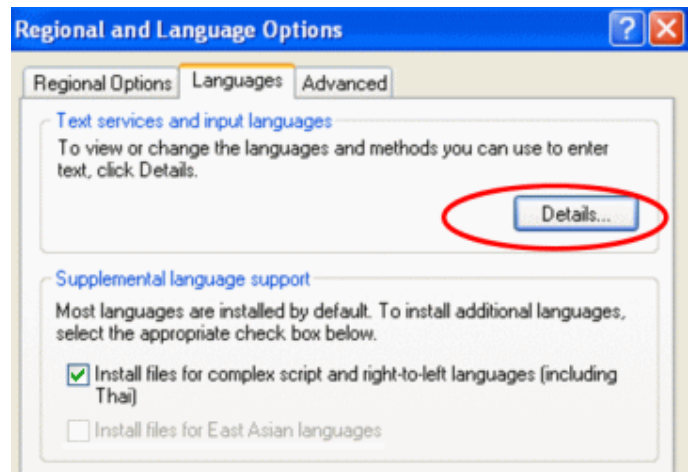 Regional and Language Options
Regional Options Languages Advanced
Text services and input languages
To view or change the languages and methods you can use to enter
text, click Details.
Details...
Supplemental language support
Most languages are installed by default. To install additional languages,
select the appropriate check box below.
Install files for complex script and right-to-left languages (including
Thai)
Install files for East Asian languages